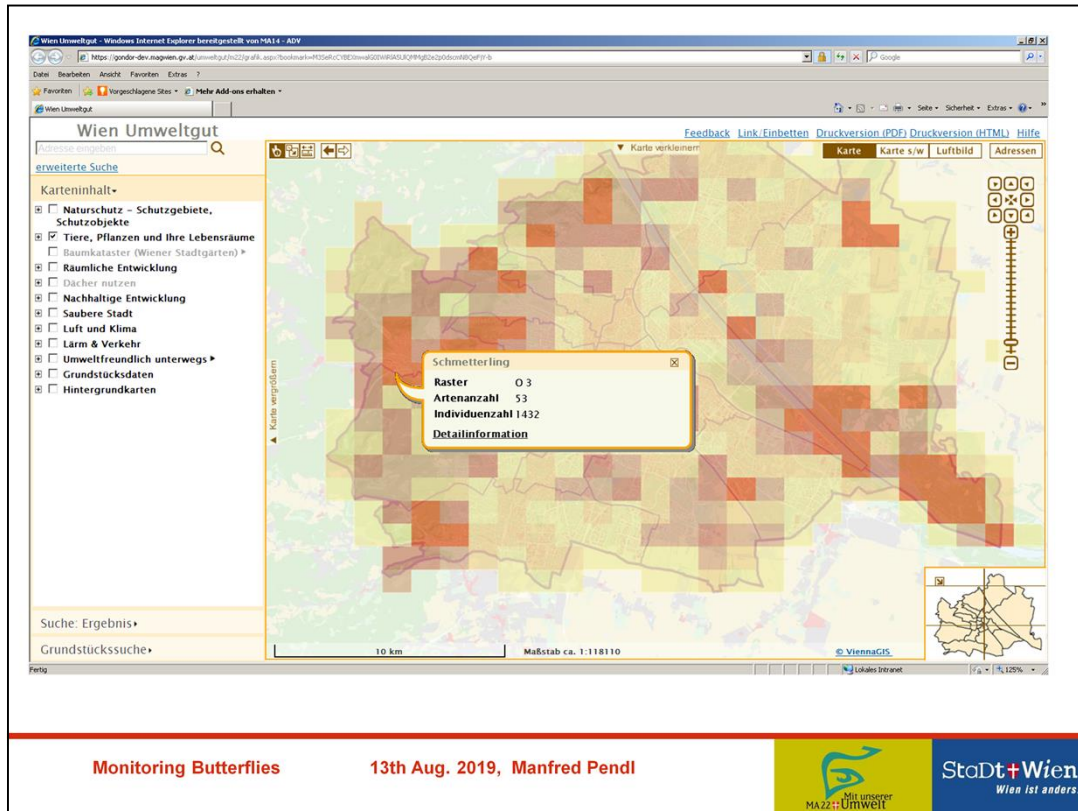 Wien Umweltgut - Windows Internet Explorer bereitgestellt von MA14 - ADV
Google
Datei Bearbeiten Ansicht Favoriten Extras ?
Favoriten Vorgeschlagene Sites Mehr Add-ons erhalten
Wien Umweltgut
Seite Sicherheit Extras
Wien Umweltgut
Feedback Link/Einbetten Druckversion (PDF) Druckversion (HTML) Hilfe
Adresse eingeben
Karte verkleinern
Karte Karte s/w Luftbild Adressen
erweiterte Suche
Karteninhalt
Naturschutz - Schutzgebiete,
Schutzobjekte
Tiere, Pflanzen und Ihre Lebensräume
Baumkataster (Wiener Stadtgärten)
Räumliche Entwicklung
Dächer nutzen
Nachhaltige Entwicklung
Saubere Stadt
Luft und Klima
Lärm & Verkehr
Umweltfreundlich unterwegs
Grundstücksdaten
Hintergrundkarten
Karte vergrößern
Schmetterling
Raster O 3
Artenanzahl 53
Individuenzahl 1432
Detailinformation
Suche: Ergebnis
Grundstückssuche
10 km
Maßstab ca. 1:118110
© ViennaGIS
Fertig
Lokales Intranet
125%
Monitoring Butterflies
13th Aug. 2019, Manfred Pendl
Mit unserer
MA22 Umwelt
StaDt Wien
Wien ist anders.